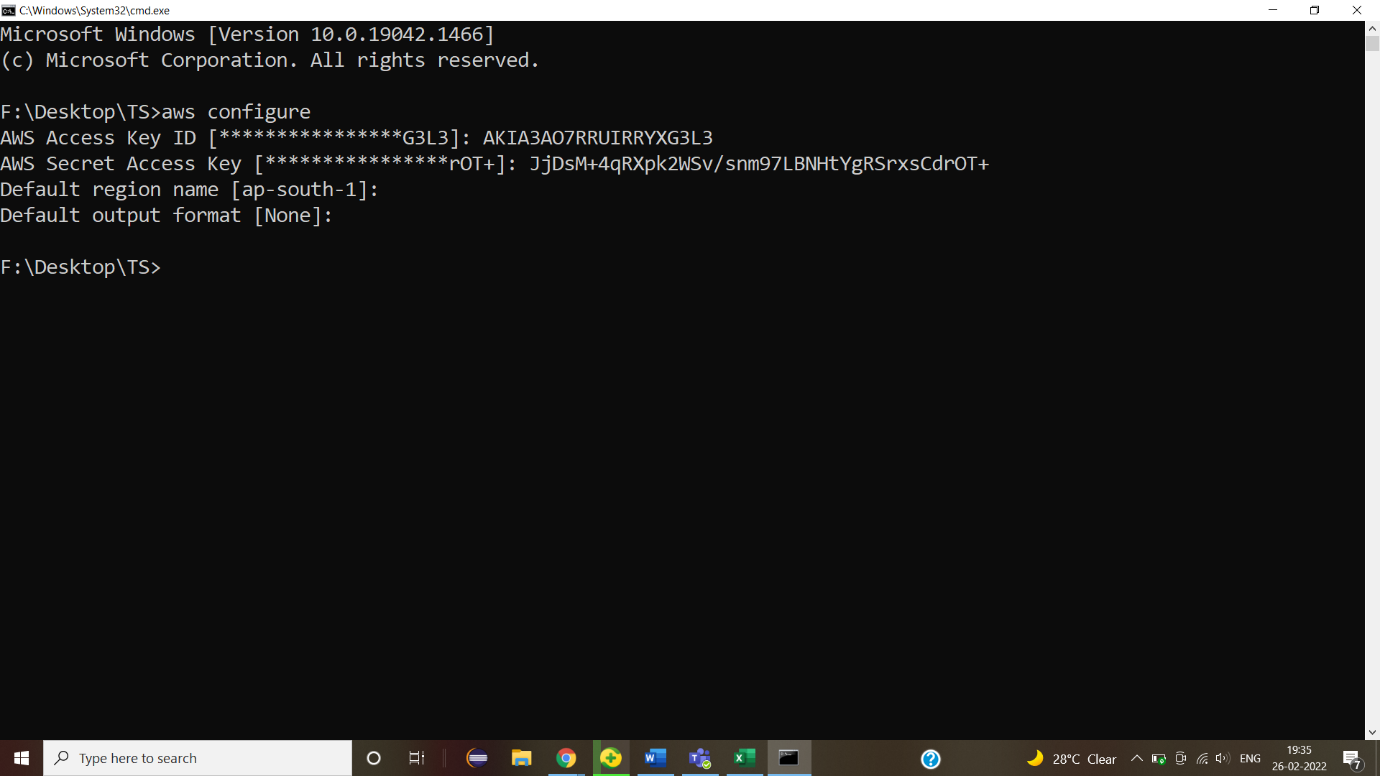 C:\Windows\System32\cmd.exe
Microsoft Windows [Version 10.0.19042.1466]
(c) Microsoft Corporation. All rights reserved.
F:\Desktop\TS>aws configure
AWS Access Key ID [****************G3L3]: AKIA3AO7RRUIRRYXG3L3
AWS Secret Access Key [****************rOT+]: 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
Default region name [ap-south-1]:
Default output format [None]:
F:\Desktop\TS>
Type here to search
28°C Clear
ENG
19:35
26-02-2022
7